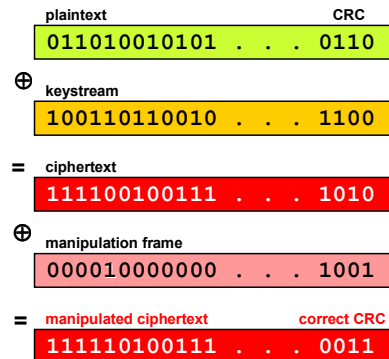 plaintext CRC
011010010101 . . . 0110
⊕
keystream
100110110010 . . . 1100
= ciphertext
111100100111 . . . 1010
⊕
manipulation frame
000010000000 . . . 1001
= manipulated ciphertext correct CRC
111110100111 . . . 0011